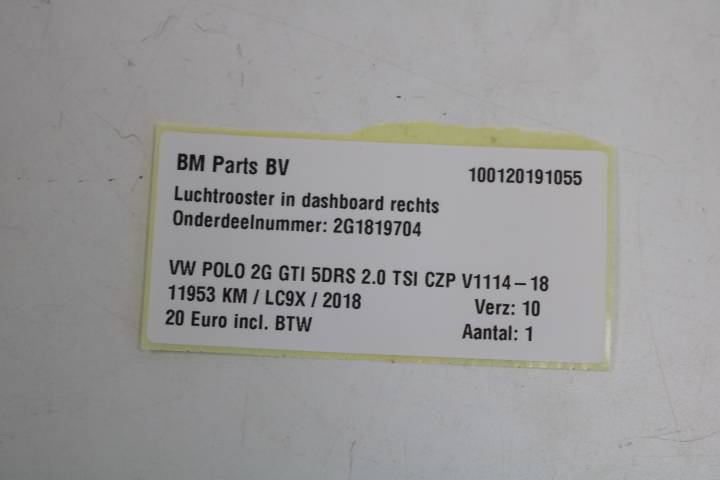 BM Parts BV 100120191055
Luchtrooster in dashboard rechts
Onderdeelnummer: 2G1819704
VW POLO 2G GTI 5DRS 2.0 TSI CZP V1114-18
11953 KM / LC9X / 2018 Verz: 10
20 Euro incl. BTW Aantal: 1